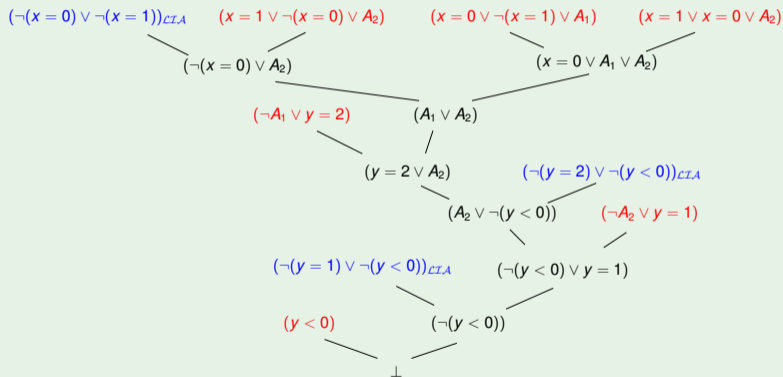 (¬(x = 0) ∨ ¬(x = 1))_LIA (x = 1 ∨ ¬(x = 0) ∨ A₂) (x = 0 ∨ ¬(x = 1) ∨ A₁) (x = 1 ∨ x = 0 ∨ A₂)
(¬(x = 0) ∨ A₂) (x = 0 ∨ A₁ ∨ A₂)
(¬A₁ ∨ y = 2) (A₁ ∨ A₂)
(y = 2 ∨ A₂) (¬(y = 2) ∨ ¬(y < 0))_LIA
(A₂ ∨ ¬(y < 0)) (¬A₂ ∨ y = 1)
(¬(y = 1) ∨ ¬(y < 0))_LIA (¬(y < 0) ∨ y = 1)
(y < 0) (¬(y < 0))
⊥